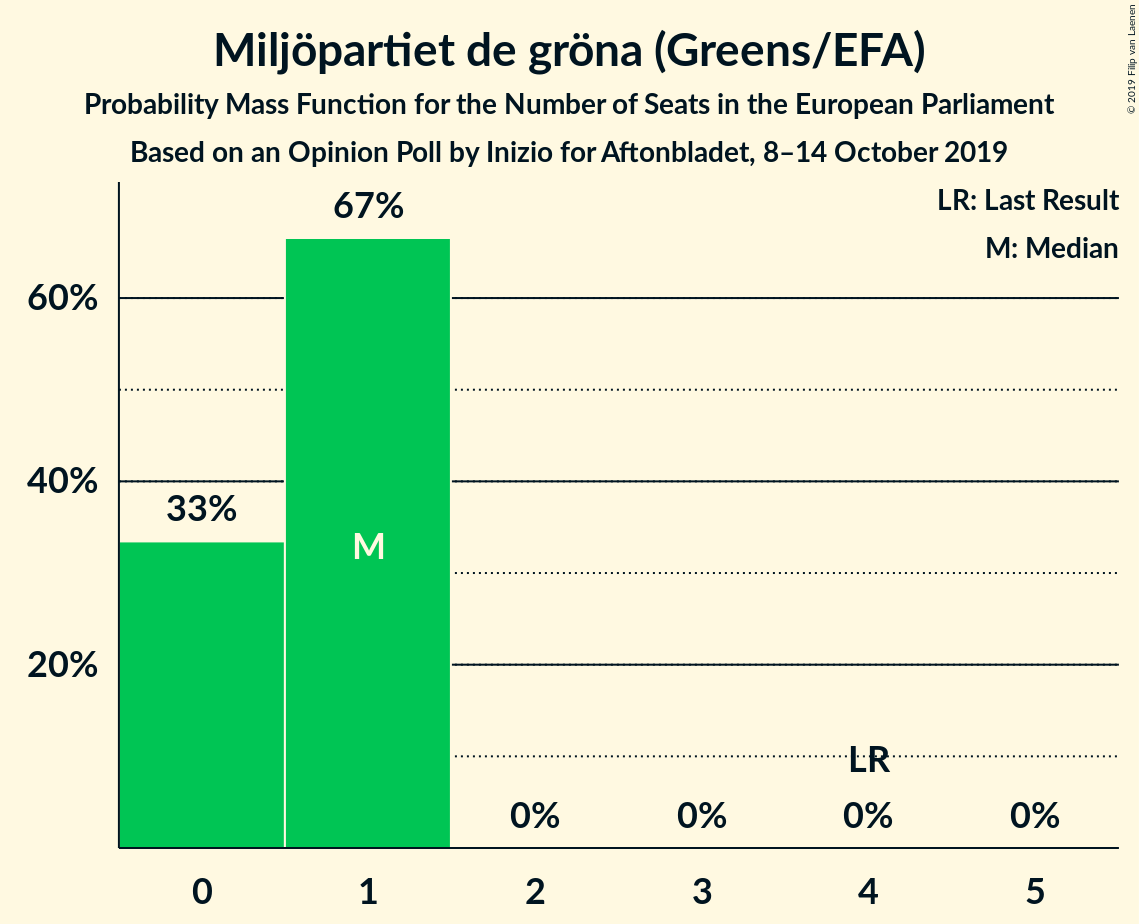 Miljöpartiet de gröna (Greens/EFA)
Probability Mass Function for the Number of Seats in the European Parliament
Based on an Opinion Poll by Inizio for Aftonbladet, 8–14 October 2019
© 2019 Filip van Laenen
LR: Last Result
M: Median
67%
60%
40%
33%
M
20%
LR
0% 0% 0% 0%
0 1 2 3 4 5